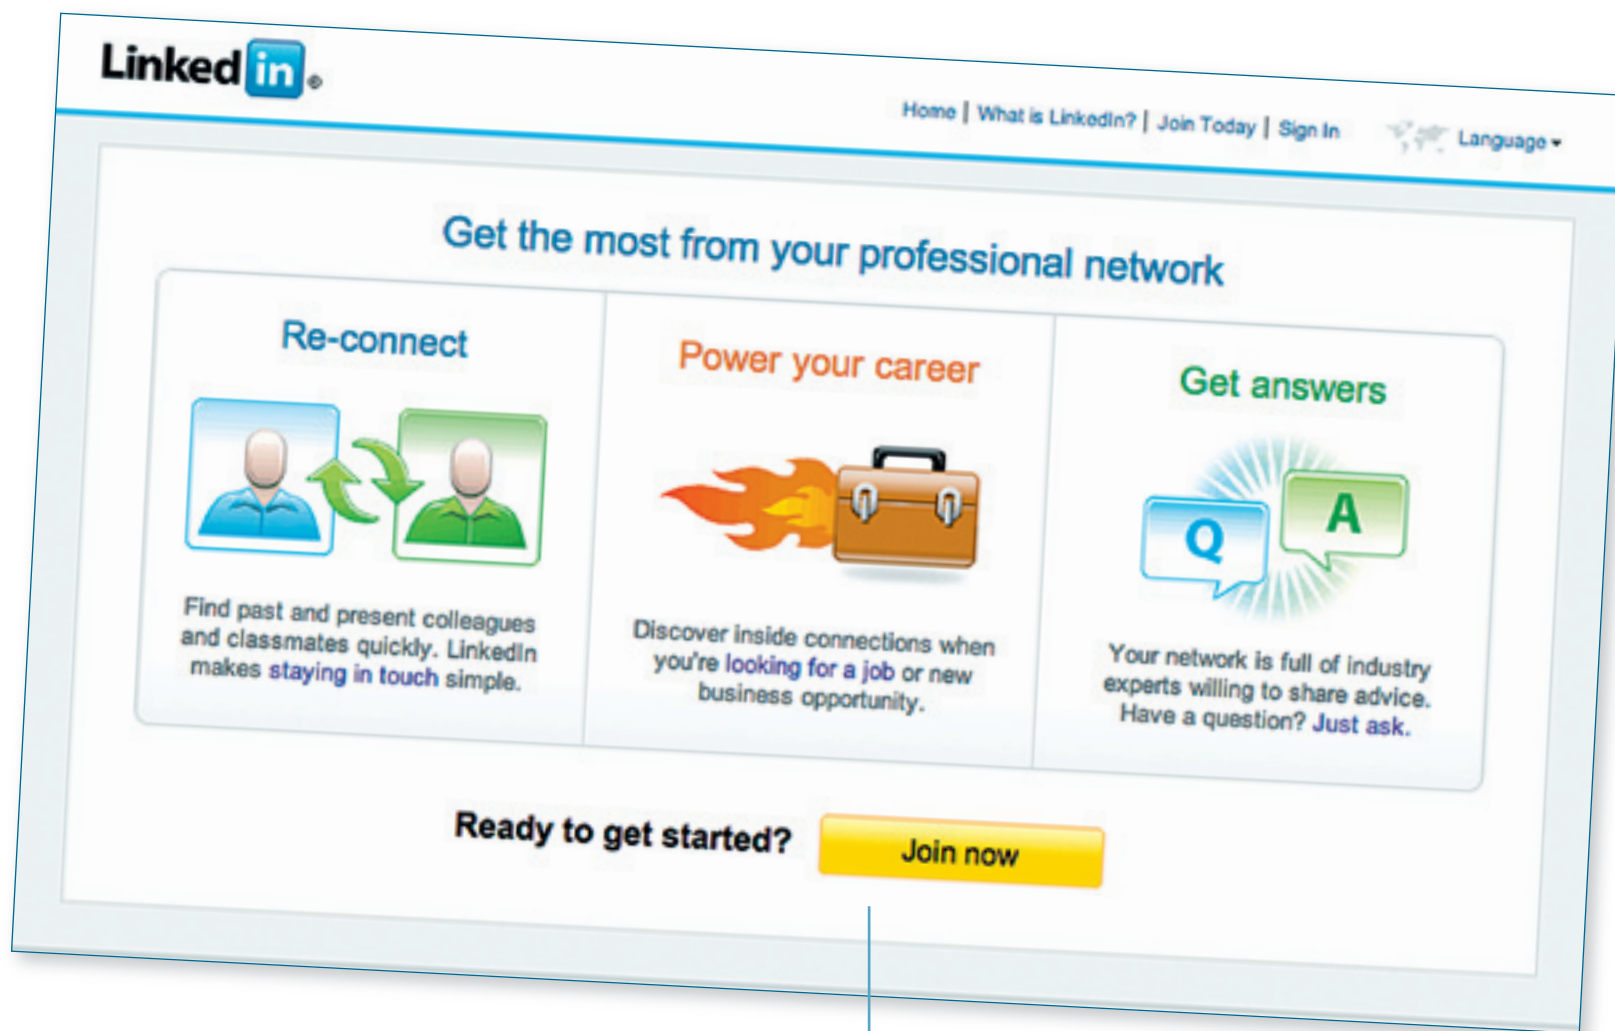 Linked in ®
Home | What is LinkedIn? | Join Today | Sign In Language
Get the most from your professional network
Re-connect
Find past and present colleagues
and classmates quickly. LinkedIn
makes staying in touch simple.
Power your career
Discover inside connections when
you're looking for a job or new
business opportunity.
Get answers
Q
A
Your network is full of industry
experts willing to share advice.
Have a question? Just ask.
Ready to get started? Join now